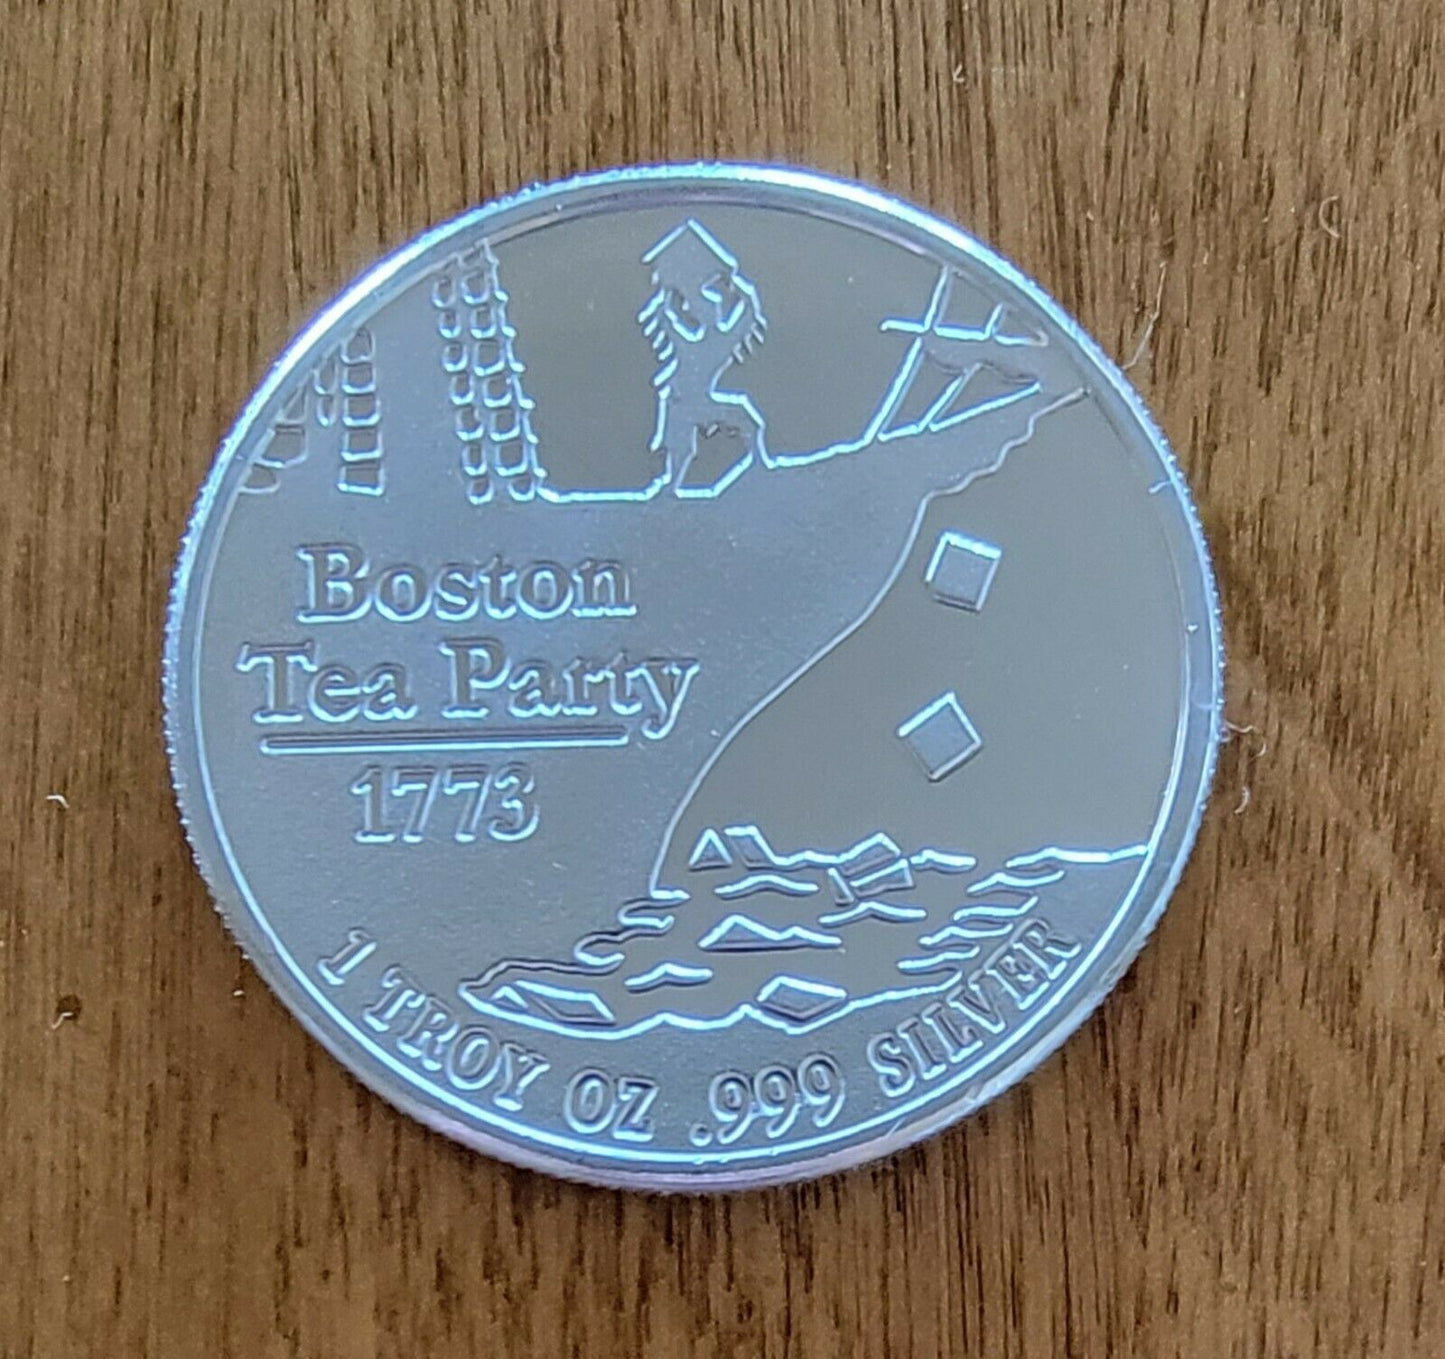 Boston
Tea Party
1773
1 TROY OZ .999 SILVER